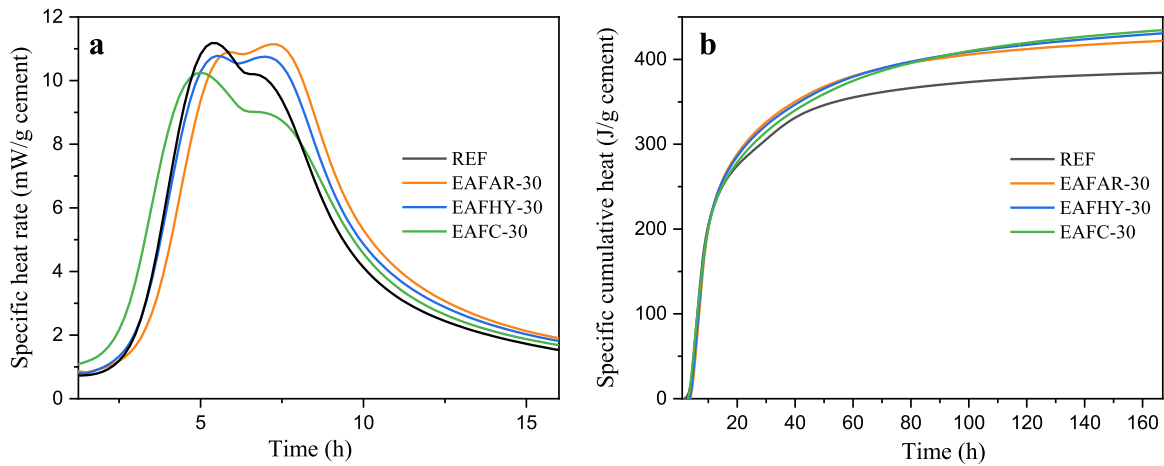 a
Specific heat rate (mW/g cement)
12
10
8
6
4
2
0
REF
EAFAR-30
EAFHY-30
EAFC-30
5
10
15
Time (h)
b
Specific cumulative heat (J/g cement)
400
300
200
100
0
REF
EAFAR-30
EAFHY-30
EAFC-30
20
40
60
80
100
120
140
160
Time (h)